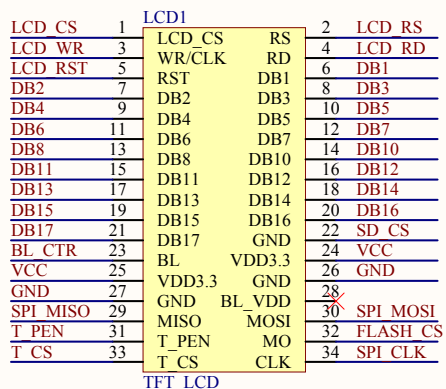 LCD1
LCD_CS 1 LCD_CS RS 2 LCD_RS
LCD_WR 3 WR/CLK RD 4 LCD_RD
LCD_RST 5 RST DB1 6 DB1
DB2 7 DB2 DB3 8 DB3
DB4 9 DB4 DB5 10 DB5
DB6 11 DB6 DB7 12 DB7
DB8 13 DB8 DB10 14 DB10
DB11 15 DB11 DB12 16 DB12
DB13 17 DB13 DB14 18 DB14
DB15 19 DB15 DB16 20 DB16
DB17 21 DB17 GND 22 SD_CS
BL_CTR 23 BL VDD3.3 24 VCC
VCC 25 VDD3.3 GND 26 GND
GND 27 GND BL_VDD 28
SPI_MISO 29 MISO MOSI 30 SPI_MOSI
T_PEN 31 T_PEN MO 32 FLASH_CS
T_CS 33 T_CS CLK 34 SPI_CLK
TFT_LCD